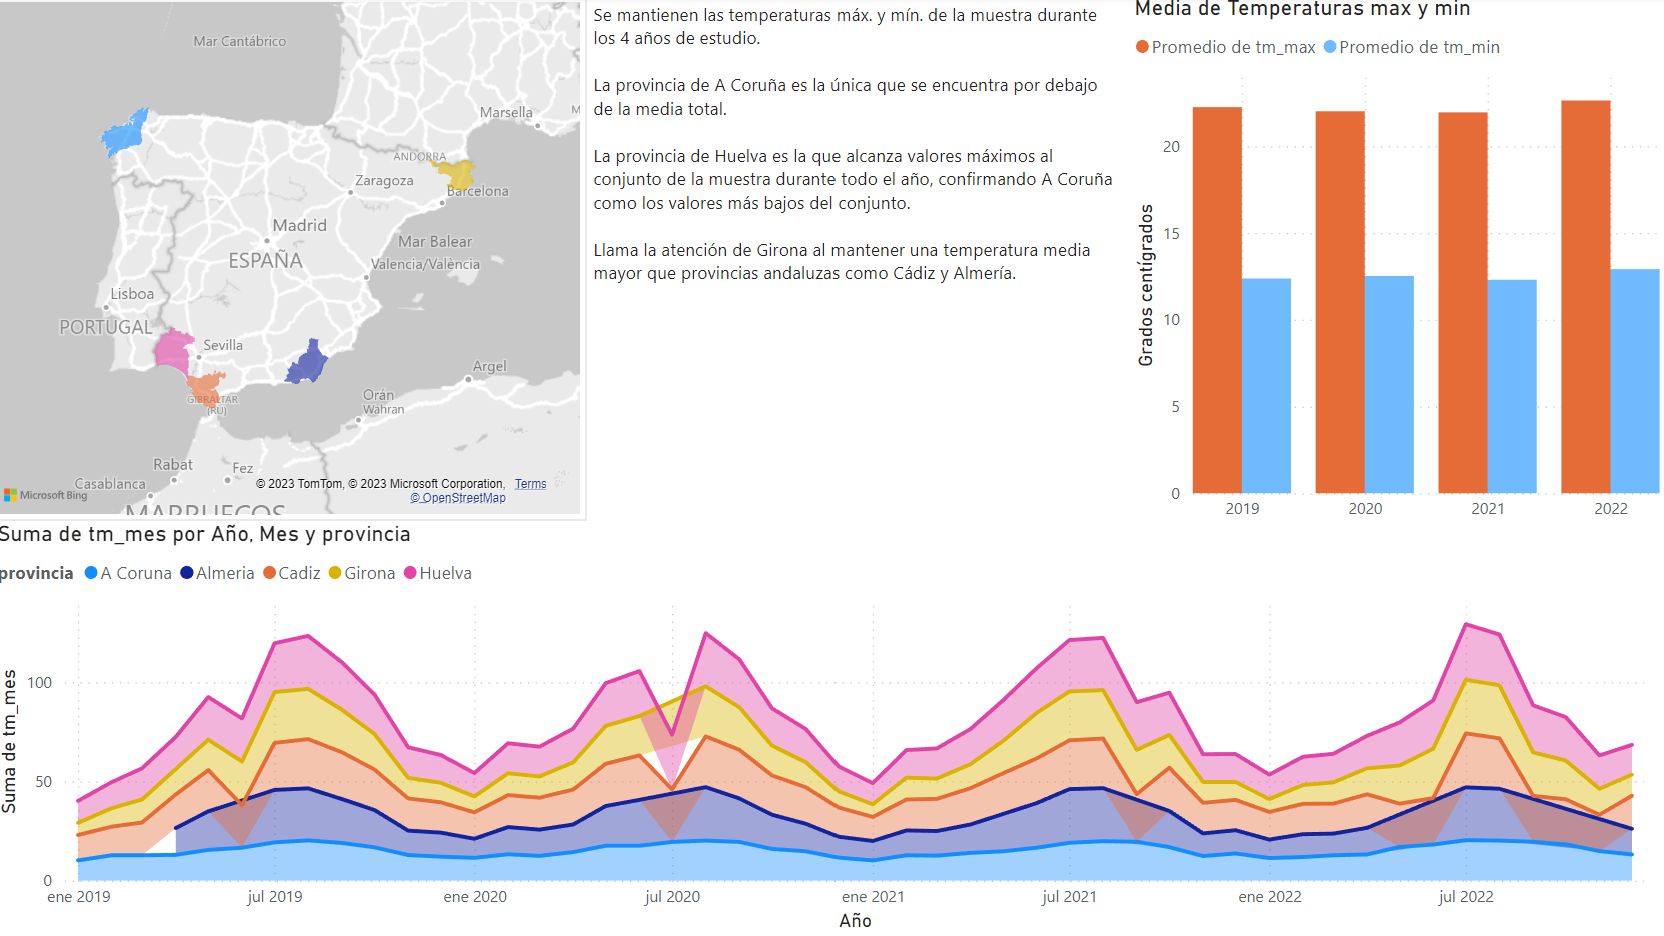 Mar Cantábrico
Marsella
M
ANDORRA
Zaragoza
Barcelona
Madrid
ESPAÑA
Mar Balear
Valencia/València
Lisboa
PORTUGAL
Sevilla
GIBRALTAR
(RU)
Argel
Orán
Wahran
Rabat
Fez
Casablanca
MARRUECOS
Microsoft Bing
© 2023 TomTom, © 2023 Microsoft Corporation, Terms
© OpenStreetMap
Se mantienen las temperaturas máx. y mín. de la muestra durante
los 4 años de estudio.
La provincia de A Coruña es la única que se encuentra por debajo
de la media total.
La provincia de Huelva es la que alcanza valores máximos al
conjunto de la muestra durante todo el año, confirmando A Coruña
como los valores más bajos del conjunto.
Llama la atención de Girona al mantener una temperatura media
mayor que provincias andaluzas como Cádiz y Almería.
Media de Temperaturas max y min
Promedio de tm_max Promedio de tm_min
Grados centígrados
20
15
10
5
0
2019 2020 2021 2022
Suma de tm_mes por Año, Mes y provincia
provincia A Coruna Almeria Cadiz Girona Huelva
Suma de tm_mes
100
50
0
ene 2019 jul 2019 ene 2020 jul 2020 ene 2021 jul 2021 ene 2022 jul 2022
Año